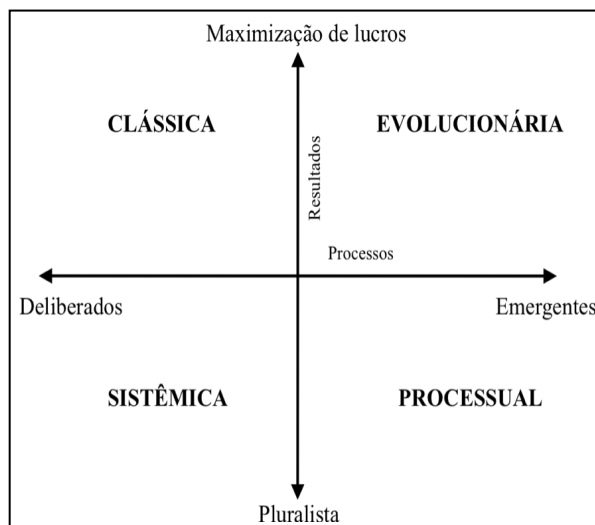 Maximização de lucros
CLÁSSICA
EVOLUCIONÁRIA
Resultados
Processos
Deliberados
Emergentes
SISTÊMICA
PROCESSUAL
Pluralista